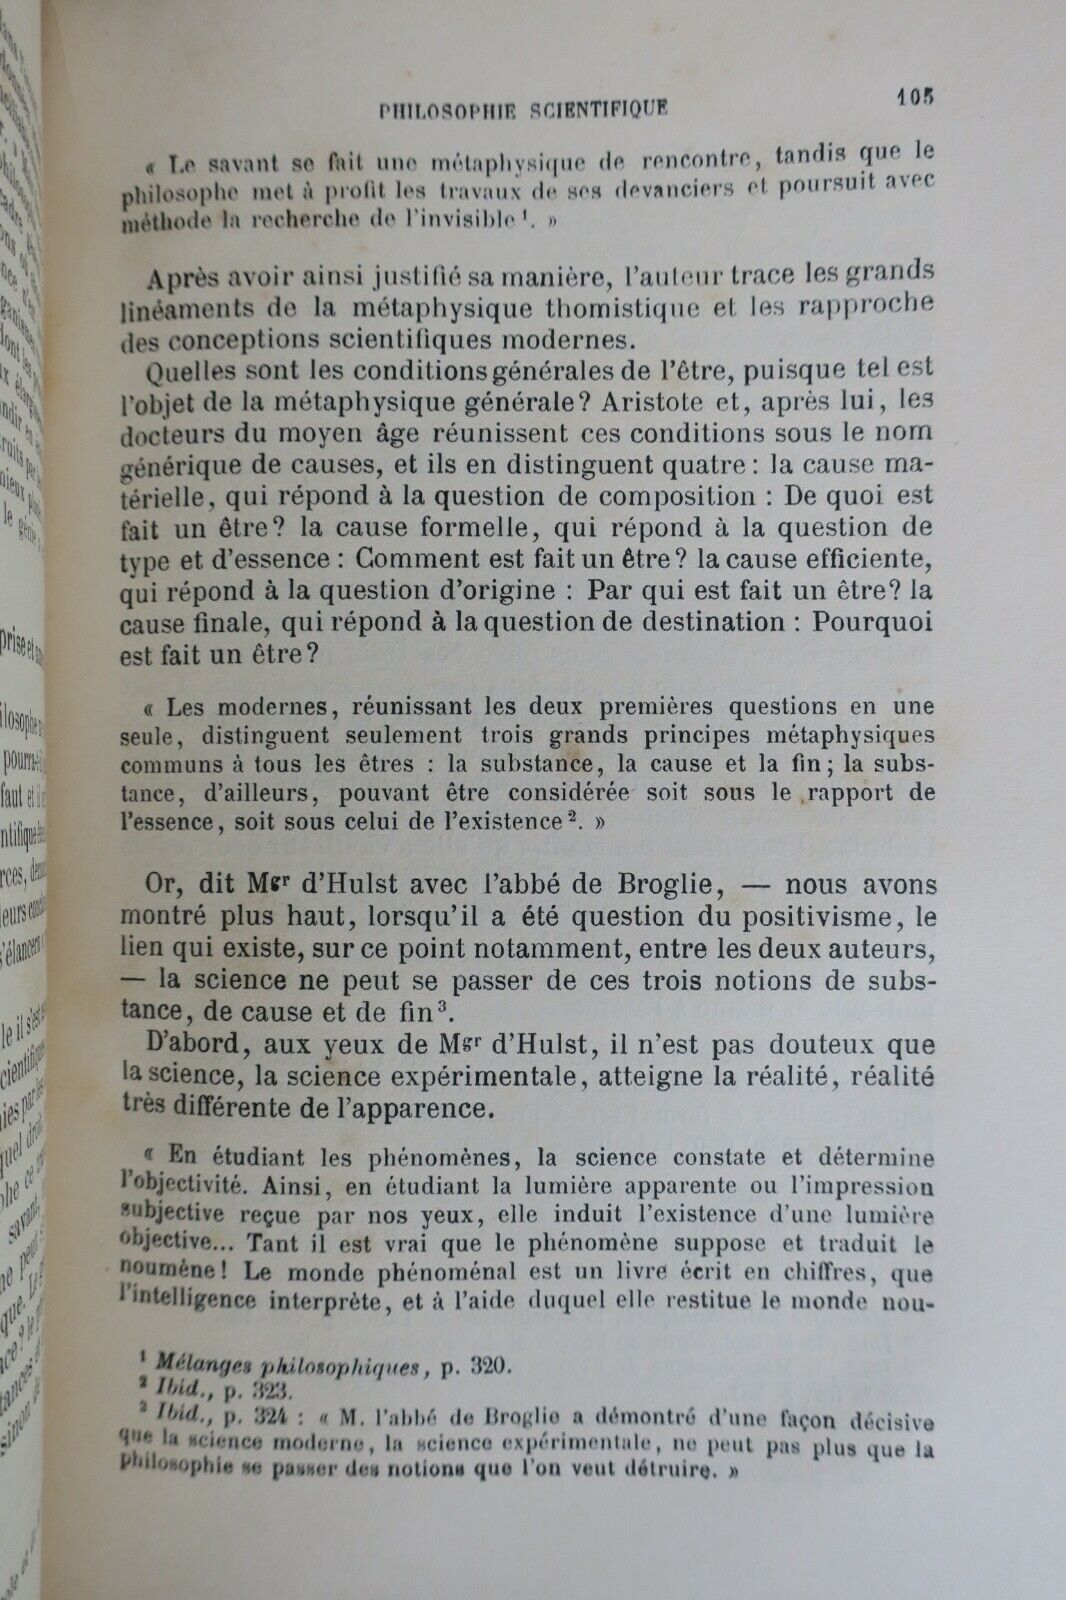 PHILOSOPHIE SCIENTIFIQUE 105
« Le savant se fait une métaphysique de rencontre, tandis que le
philosophe met à profit les travaux de ses devanciers et poursuit avec
méthode la recherche de l'invisible¹. »
Après avoir ainsi justifié sa manière, l'auteur trace les grands
linéaments de la métaphysique thomistique et les rapproche
des conceptions scientifiques modernes.
Quelles sont les conditions générales de l'être, puisque tel est
l'objet de la métaphysique générale? Aristote et, après lui, les
docteurs du moyen âge réunissent ces conditions sous le nom
générique de causes, et ils en distinguent quatre : la cause ma-
térielle, qui répond à la question de composition : De quoi est
fait un être? la cause formelle, qui répond à la question de
type et d'essence : Comment est fait un être? la cause efficiente,
qui répond à la question d'origine : Par qui est fait un être? la
cause finale, qui répond à la question de destination : Pourquoi
est fait un être?
« Les modernes, réunissant les deux premières questions en une
seule, distinguent seulement trois grands principes métaphysiques
communs à tous les êtres : la substance, la cause et la fin; la subs-
tance, d'ailleurs, pouvant être considérée soit sous le rapport de
l'essence, soit sous celui de l'existence². »
Or, dit Mgr d'Hulst avec l'abbé de Broglie, — nous avons
montré plus haut, lorsqu'il a été question du positivisme, le
lien qui existe, sur ce point notamment, entre les deux auteurs,
— la science ne peut se passer de ces trois notions de subs-
tance, de cause et de fin³.
D'abord, aux yeux de Mgr d'Hulst, il n'est pas douteux que
la science, la science expérimentale, atteigne la réalité, réalité
très différente de l'apparence.
« En étudiant les phénomènes, la science constate et détermine
l'objectivité. Ainsi, en étudiant la lumière apparente ou l'impression
subjective reçue par nos yeux, elle induit l'existence d'une lumière
objective... Tant il est vrai que le phénomène suppose et traduit le
noumène! Le monde phénoménal est un livre écrit en chiffres, que
l'intelligence interprète, et à l'aide duquel elle restitue le monde nou-
¹ Mélanges philosophiques, p. 320.
² Ibid., p. 323.
³ Ibid., p. 324 : « M. l'abbé de Broglie a démontré d'une façon décisive
que la science moderne, la science expérimentale, ne peut pas plus que la
philosophie se passer des notions que l'on veut détruire. »